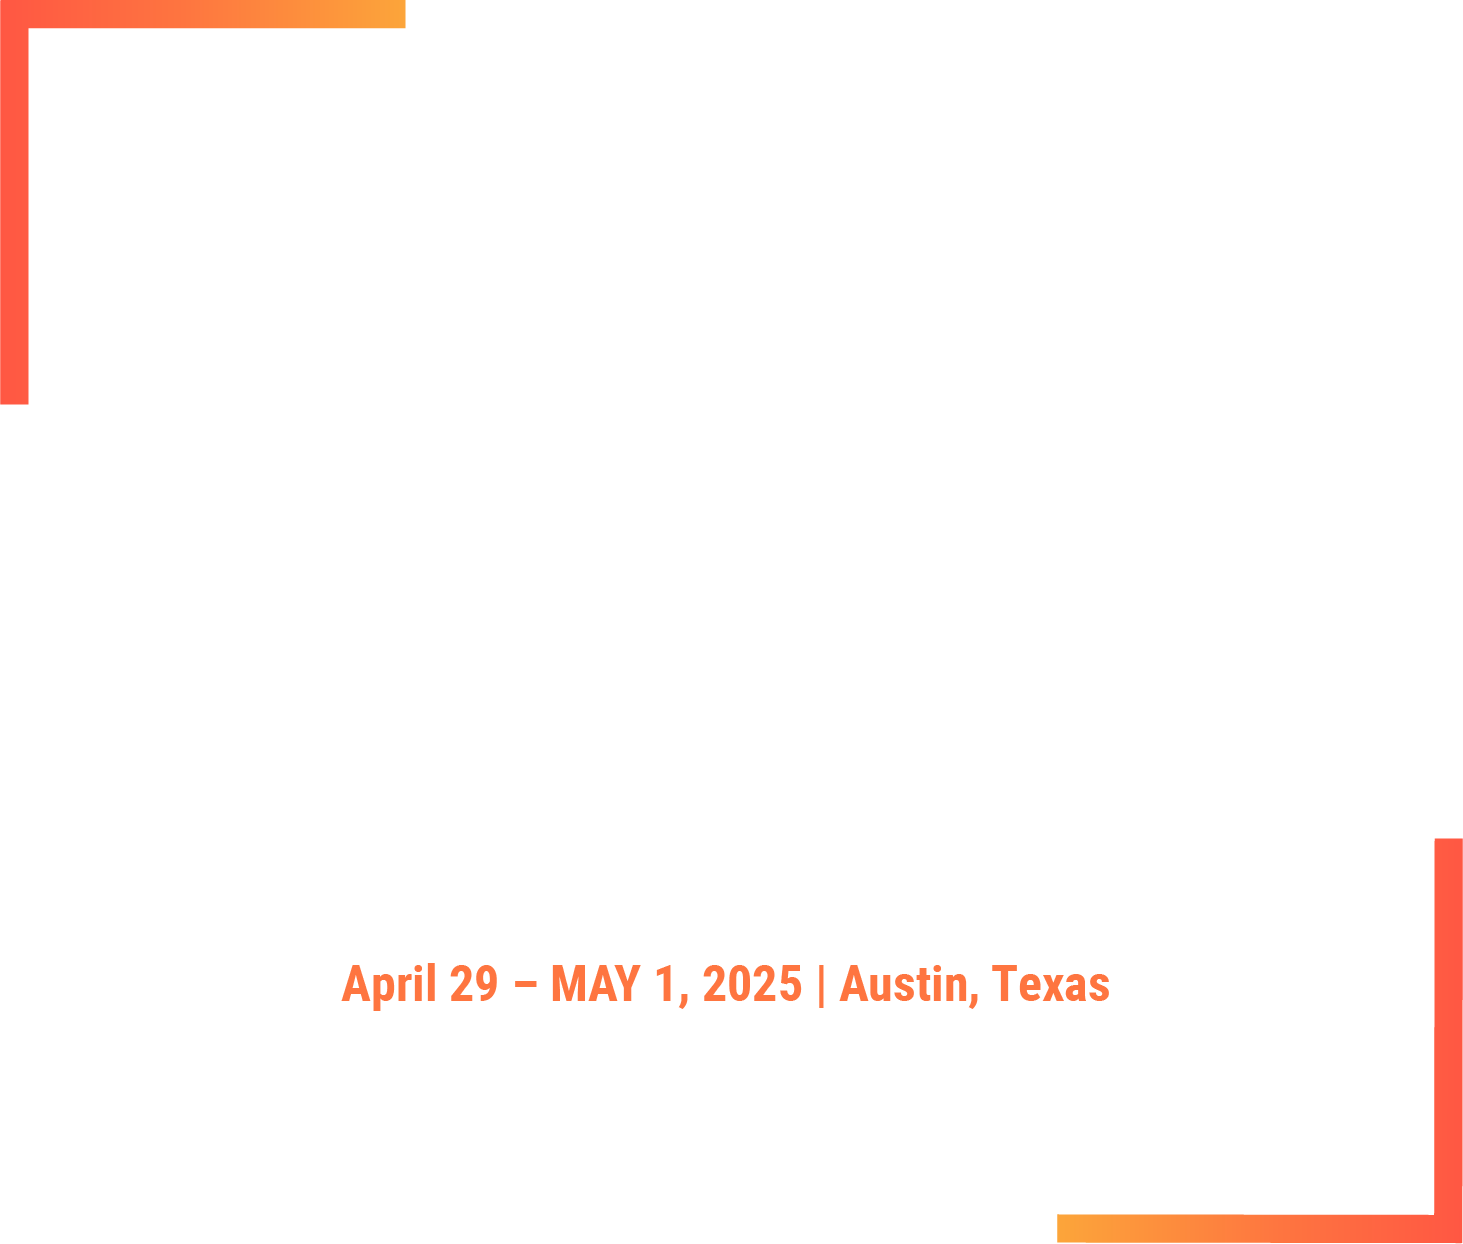 April 29 – MAY 1, 2025 | Austin, Texas